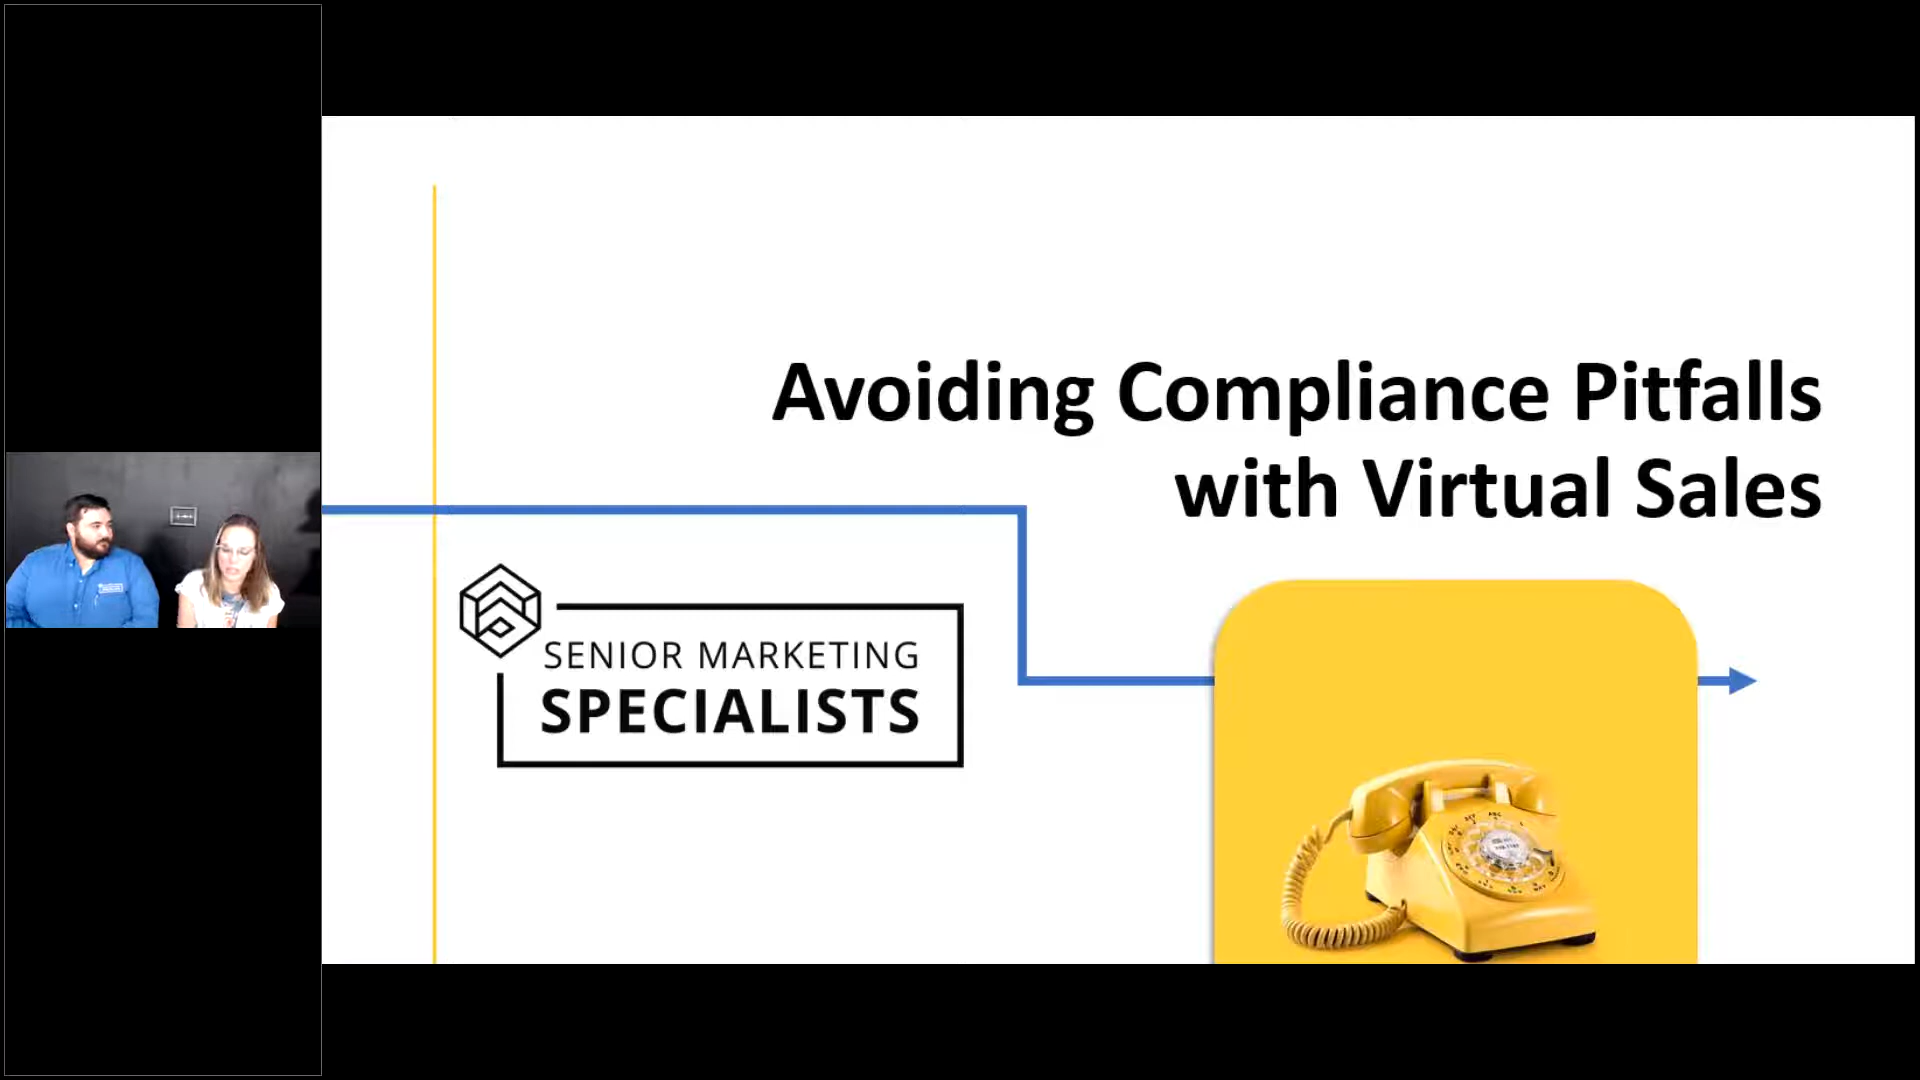 Avoiding Compliance Pitfalls
with Virtual Sales
SENIOR MARKETING
SPECIALISTS